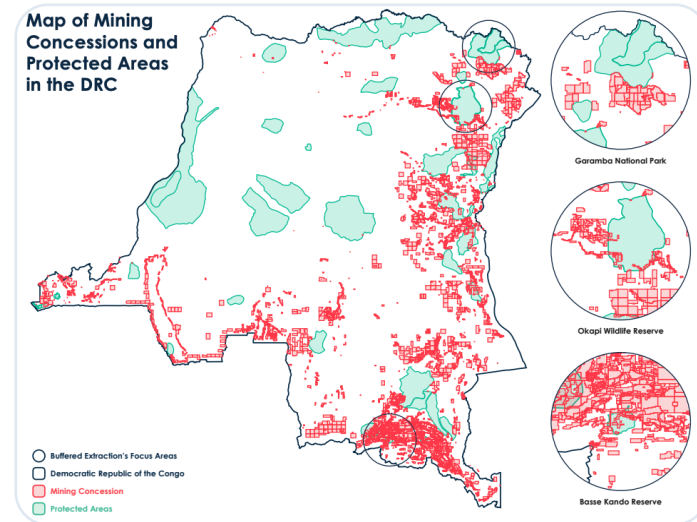 Map of Mining
Concessions and
Protected Areas
in the DRC
Garamba National Park
Okapi Wildlife Reserve
Basse Kando Reserve
Buffered Extraction's Focus Areas
Democratic Republic of the Congo
Mining Concession
Protected Areas